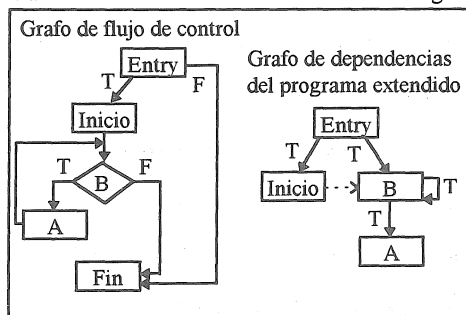 Grafo de flujo de control
Entry
T
F
Inicio
T
B
F
A
Fin
Grafo de dependencias
del programa extendido
Entry
T
T
Inicio
B
T
T
A